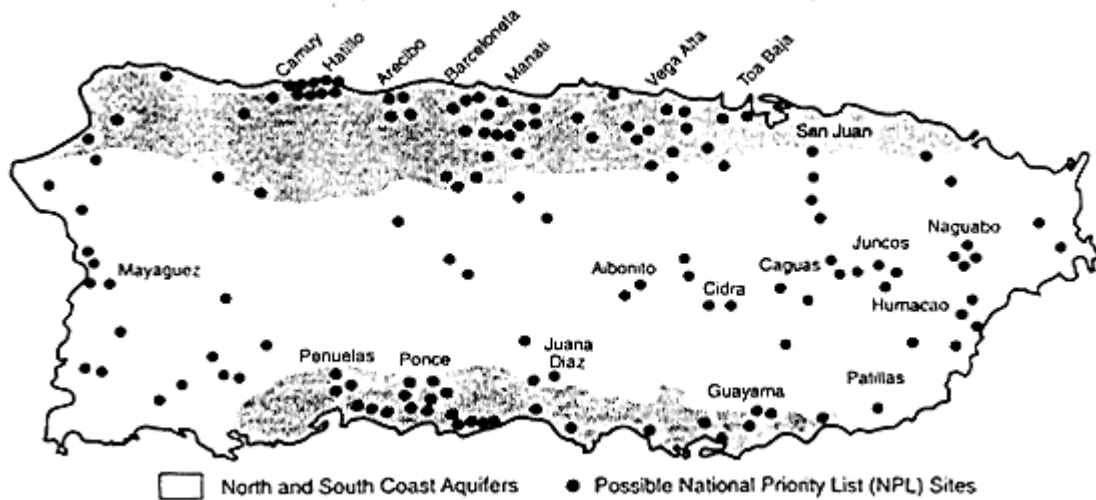 Camuy
Hatillo
Arecibo
Barceloneta
Manati
Vega Alta
Toa Baja
San Juan
Naguabo
Juncos
Mayaguez
Aibonito
Caguas
Cidra
Humacao
Juana
Diaz
Penuelas
Ponce
Guayama
Patillas
North and South Coast Aquifers
Possible National Priority List (NPL) Sites